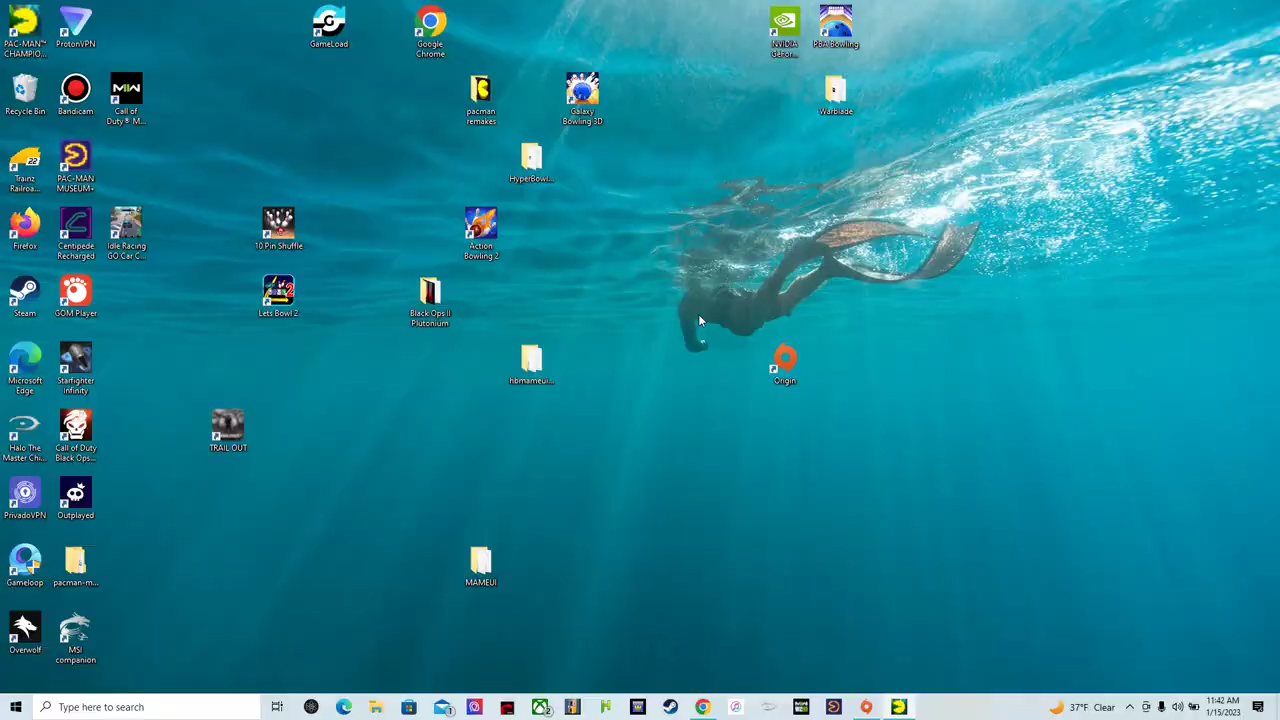 PAC-MAN™
CHAMPIO...
ProtonVPN
GameLoad
Google
Chrome
NVIDIA
GeFor...
PBA Bowling
Recycle Bin
Bandicam
Call of
Duty® M...
pacman
remakes
Galaxy
Bowling 3D
Warblade
Trainz
Railroa...
PAC-MAN
MUSEUM+
HyperBowl...
Firefox
Centipede
Recharged
Idle Racing
GO Car C...
10 Pin Shuffle
Action
Bowling 2
Steam
GOM Player
Lets Bowl 2
Black Ops II
Plutonium
Microsoft
Edge
Starfighter
Infinity
hbmameui...
Origin
Halo The
Master Chi...
Call of Duty
Black Ops...
TRAIL OUT
PrivadoVPN
Outplayed
Gameloop
pacman-m...
MAMEUI
Overwolf
MSI
companion
Type here to search
37°F Clear
11:42 AM
1/15/2023